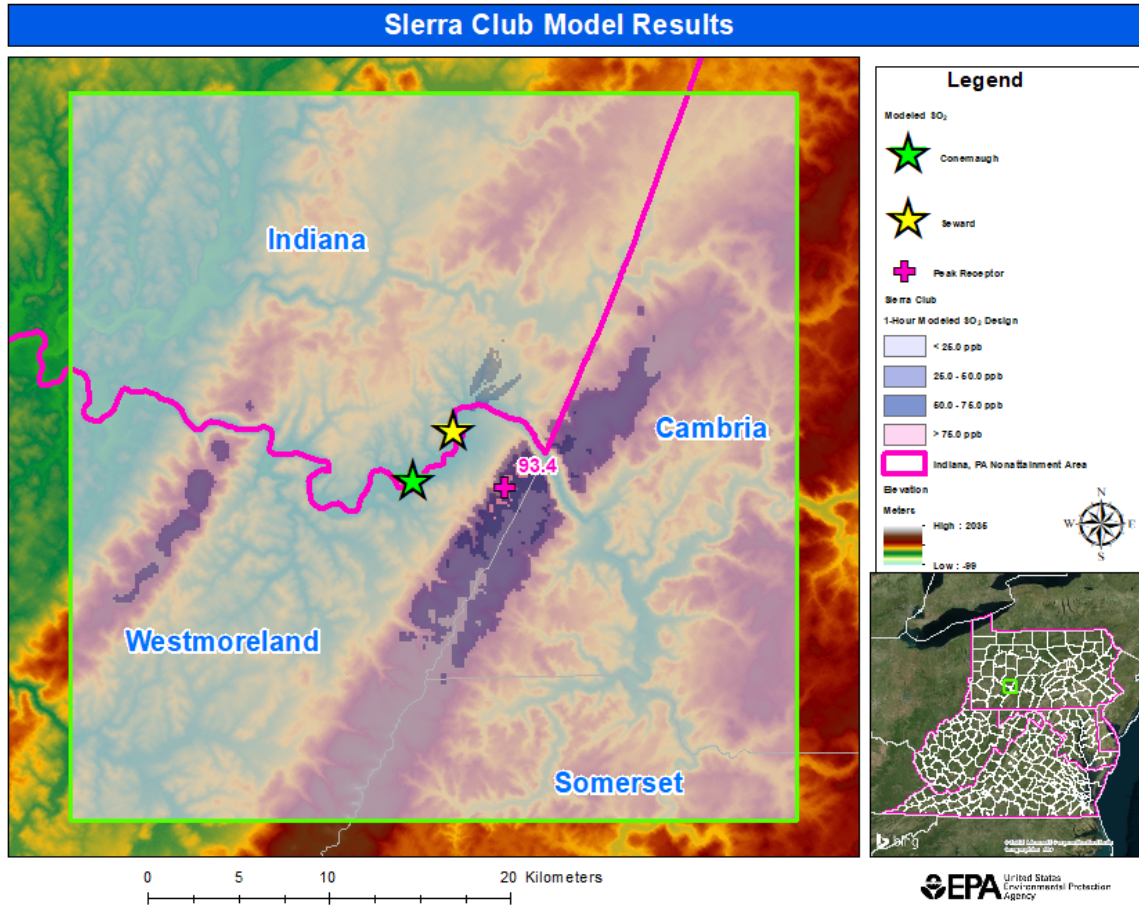 SIerra Club Model Results
Indiana
Cambria
93.4
Westmoreland
Somerset
0 5 10 20 Kilometers
Legend
Modeled SO₂
Conemaugh
Seward
Peak Receptor
Sierra Club
1-Hour Modeled SO₂ Design
< 25.0 ppb
25.0 - 50.0 ppb
50.0 - 75.0 ppb
> 75.0 ppb
Indiana, PA Nonattainment Area
Elevation
Meters
High : 2035
Low : -99
N
W E
S
bing
EPA
United States
Environmental Protection
Agency